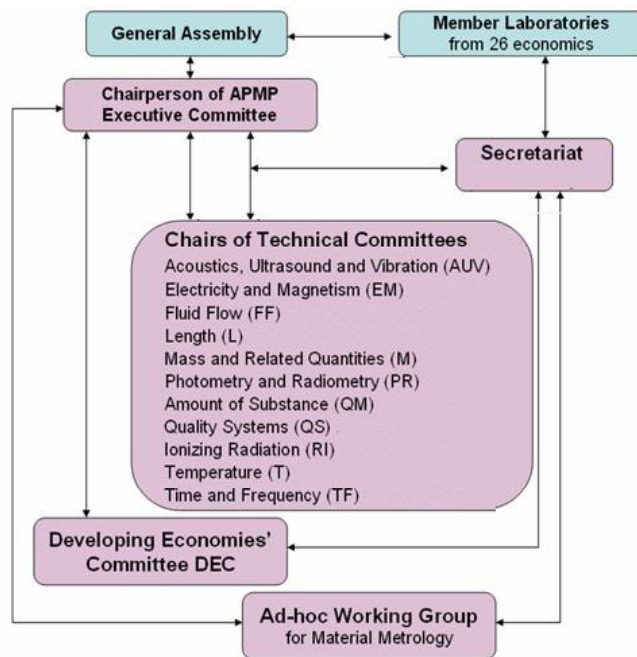 General Assembly
Member Laboratories
from 26 economics
Chairperson of APMP
Executive Committee
Secretariat
Chairs of Technical Committees
Acoustics, Ultrasound and Vibration (AUV)
Electricity and Magnetism (EM)
Fluid Flow (FF)
Length (L)
Mass and Related Quantities (M)
Photometry and Radiometry (PR)
Amount of Substance (QM)
Quality Systems (QS)
Ionizing Radiation (RI)
Temperature (T)
Time and Frequency (TF)
Developing Economies'
Committee DEC
Ad-hoc Working Group
for Material Metrology